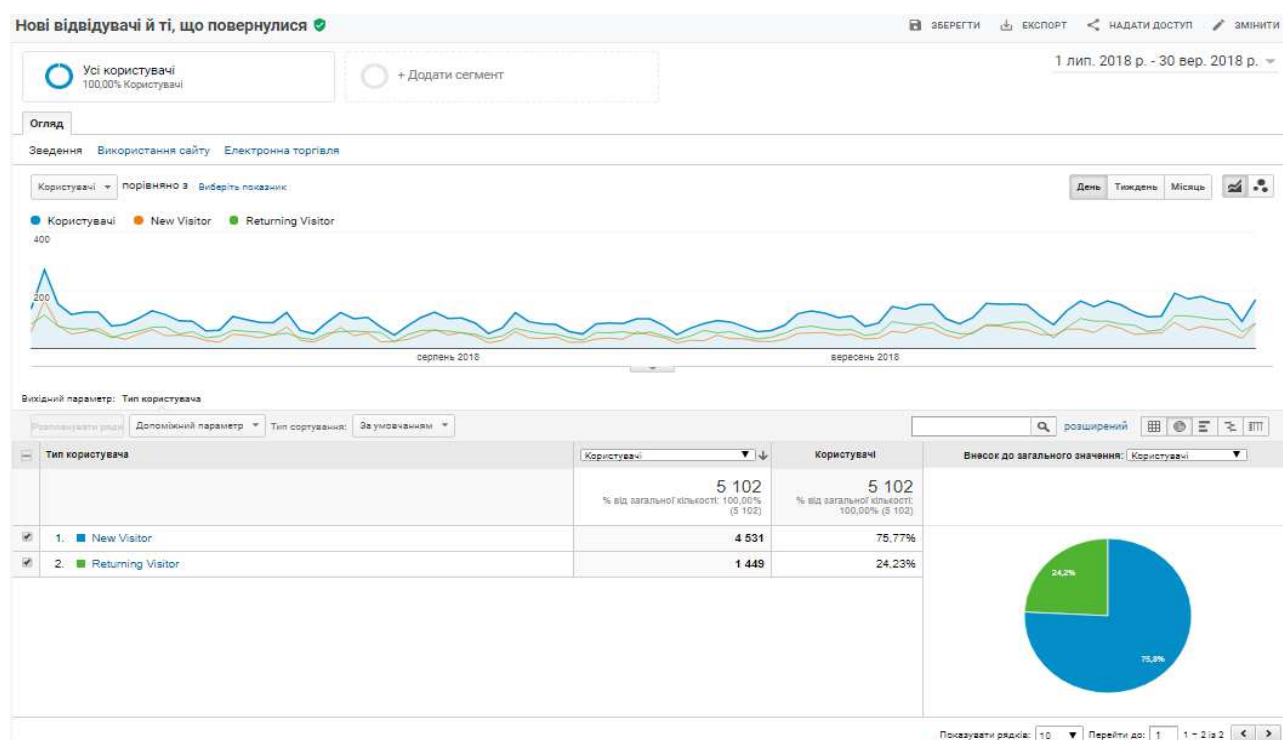 Нові відвідувачі й ті, що повернулися
ЗБЕРЕГТИ ЕКСПОРТ НАДАТИ ДОСТУП ЗМІНИТИ
Усі користувачі
100,00% Користувачі
+ Додати сегмент
1 лип. 2018 р. - 30 вер. 2018 р.
Огляд
Зведення Використання сайту Електронна торгівля
Користувачі порівняно з Виберіть показник
День Тиждень Місяць
Користувачі New Visitor Returning Visitor
400
200
серпень 2018 вересень 2018
Вихідний параметр: Тип користувача
Допоміжний параметр Тип сортування: За умовчанням
розширений
Тип користувача Користувачі Користувачі Внесок до загального значення: Користувачі
5 102 5 102
% від загальної кількості: 100,00% (5 102) % від загальної кількості: 100,00% (5 102)
1. New Visitor 4 531 75,77%
2. Returning Visitor 1 449 24,23%
24,2%
75,8%
Показувати рядків: 10 Перейти до: 1 1 – 2 із 2